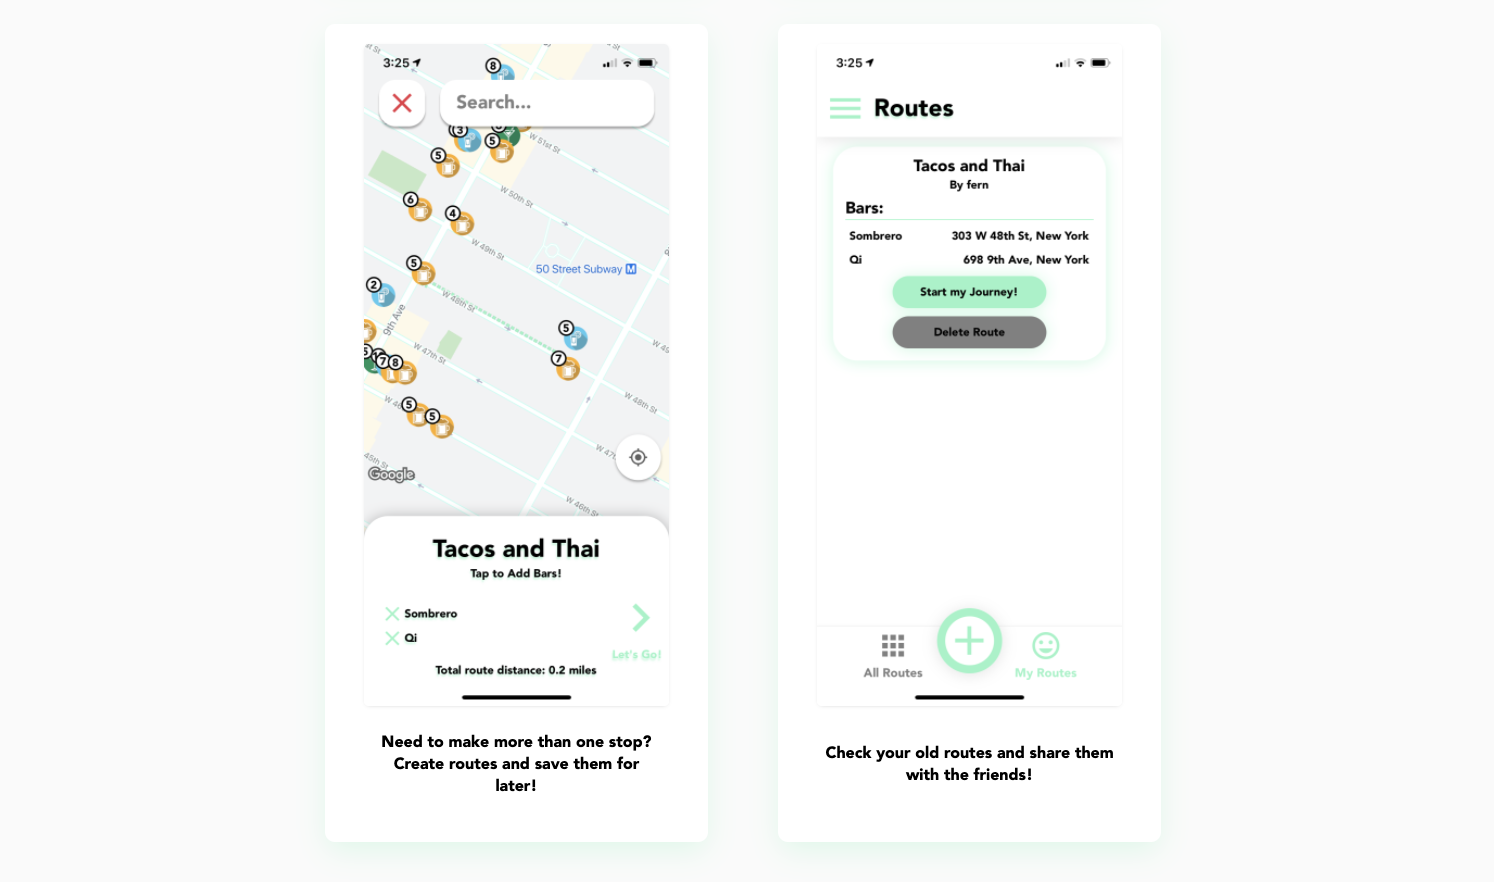 3:25
8
Search...
3
5
W 51st St
5
W 50th St
6
4
W 49th St
5
50 Street Subway M
2
W 48th St
9th Ave
5
W 49
5
7
8
W 47th St
7
W 48th St
5
5
W 46
W 47
45th St
Google
W 46th St
Tacos and Thai
Tap to Add Bars!
Sombrero
Qi
Let's Go!
Total route distance: 0.2 miles
Need to make more than one stop?
Create routes and save them for
later!
3:25
Routes
Tacos and Thai
By fern
Bars:
Sombrero 303 W 48th St, New York
Qi 698 9th Ave, New York
Start my Journey!
Delete Route
All Routes
My Routes
Check your old routes and share them
with the friends!